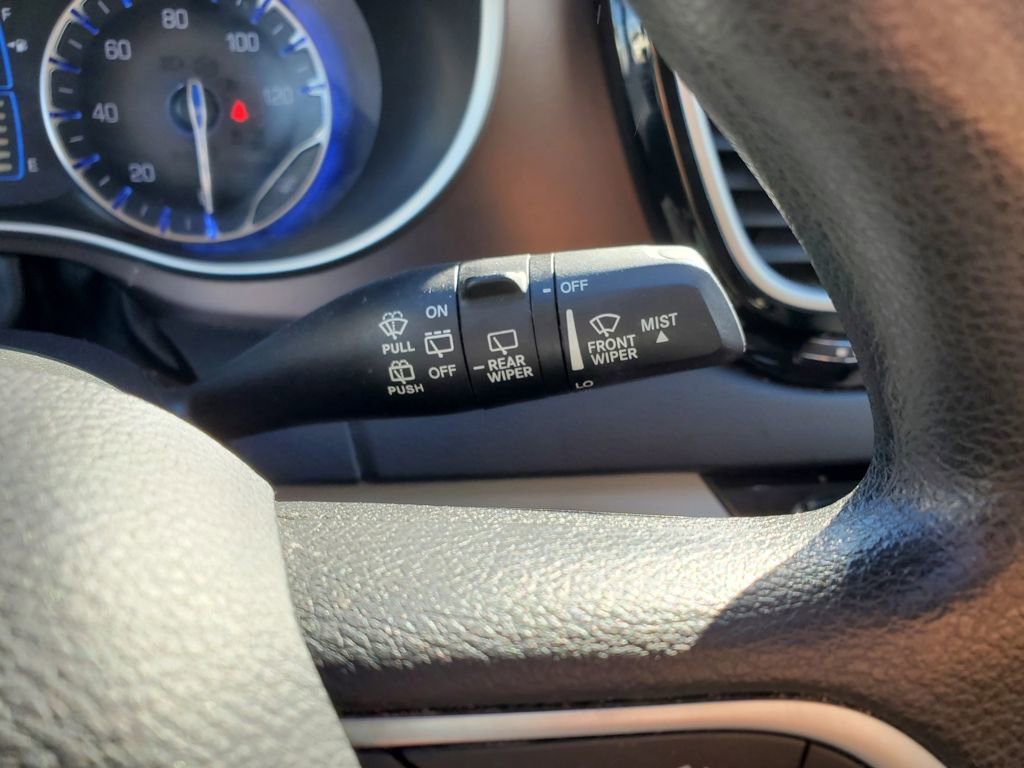 F
E
20
40
60
80
100
120
PULL
PUSH
ON
OFF
REAR
WIPER
OFF
FRONT
WIPER
LO
MIST